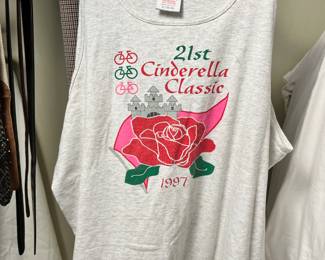 21st
Cinderella
Classic
1997